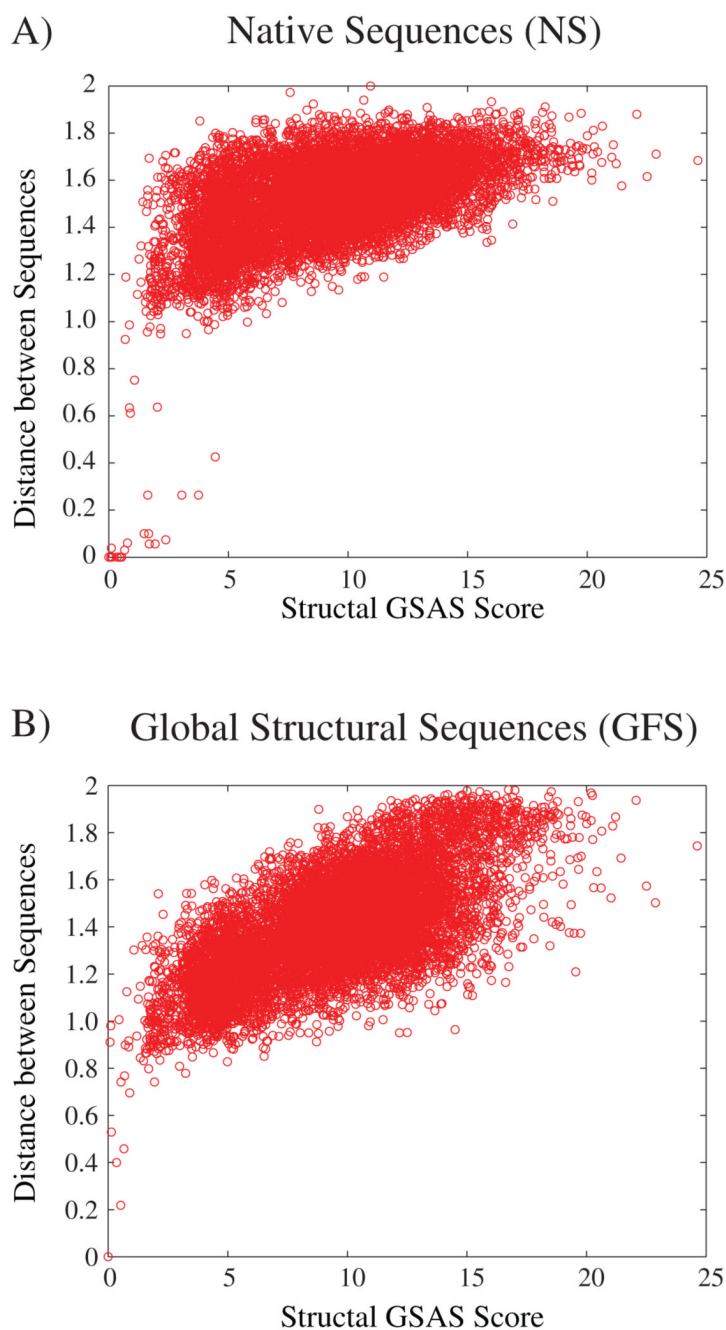 A) Native Sequences (NS)
2
1.8
1.6
1.4
1.2
1.0
0.8
0.6
0.4
0.2
0
Distance between Sequences
0 5 10 15 20 25
Structal GSAS Score
B) Global Structural Sequences (GFS)
2
1.8
1.6
1.4
1.2
1.0
0.8
0.6
0.4
0.2
0
Distance between Sequences
0 5 10 15 20 25
Structal GSAS Score